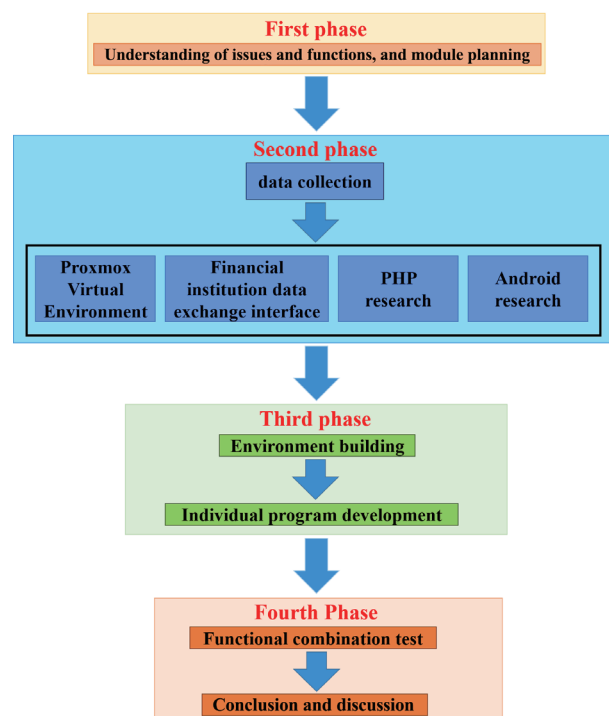 First phase
Understanding of issues and functions, and module planning
Second phase
data collection
Proxmox
Virtual
Environment
Financial
institution data
exchange interface
PHP
research
Android
research
Third phase
Environment building
Individual program development
Fourth Phase
Functional combination test
Conclusion and discussion